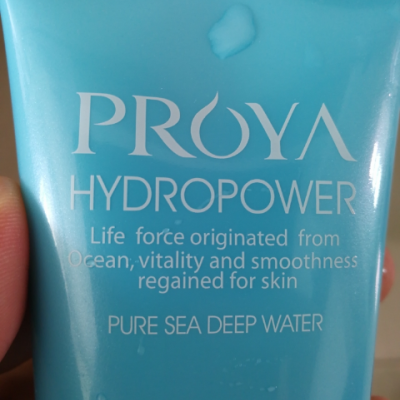 PROYA
HYDROPOWER
Life force originated from
Ocean, vitality and smoothness
regained for skin
PURE SEA DEEP WATER